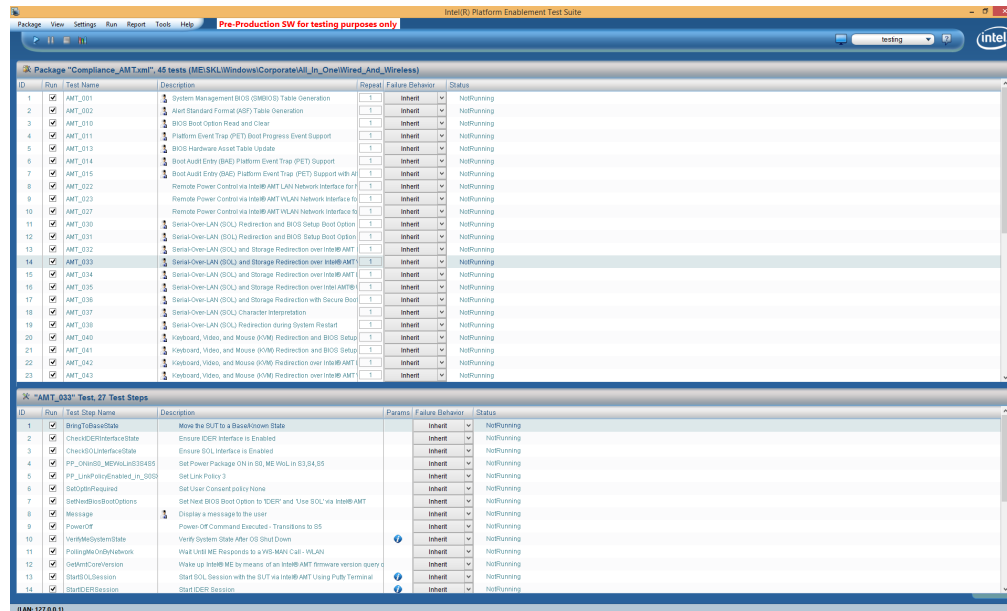 Intel(R) Platform Enablement Test Suite
Package View Settings Run Report Tools Help Pre-Production SW for testing purposes only
testing intel
Package "Compliance_AMT.xml", 45 tests (ME\SKL\Windows\Corporate\All_In_One\Wired_And_Wireless)
ID Run Test Name Description Repeat Failure Behavior Status
1 AMT_001 System Management BIOS (SMBIOS) Table Generation 1 Inherit NotRunning
2 AMT_002 Alert Standard Format (ASF) Table Generation 1 Inherit NotRunning
3 AMT_010 BIOS Boot Option Read and Clear 1 Inherit NotRunning
4 AMT_011 Platform Event Trap (PET) Boot Progress Event Support 1 Inherit NotRunning
5 AMT_013 BIOS Hardware Asset Table Update 1 Inherit NotRunning
6 AMT_014 Boot Audit Entry (BAE) Platform Event Trap (PET) Support 1 Inherit NotRunning
7 AMT_015 Boot Audit Entry (BAE) Platform Event Trap (PET) Support with Al 1 Inherit NotRunning
8 AMT_022 Remote Power Control via Intel® AMT LAN Network Interface for 1 Inherit NotRunning
9 AMT_023 Remote Power Control via Intel® AMT WLAN Network Interface fo 1 Inherit NotRunning
10 AMT_027 Remote Power Control via Intel® AMT WLAN Network Interface fo 1 Inherit NotRunning
11 AMT_030 Serial-Over-LAN (SOL) Redirection and BIOS Setup Boot Option 1 Inherit NotRunning
12 AMT_031 Serial-Over-LAN (SOL) Redirection and BIOS Setup Boot Option 1 Inherit NotRunning
13 AMT_032 Serial-Over-LAN (SOL) and Storage Redirection over Intel® AMT 1 Inherit NotRunning
14 AMT_033 Serial-Over-LAN (SOL) and Storage Redirection over Intel® AMT 1 Inherit NotRunning
15 AMT_034 Serial-Over-LAN (SOL) and Storage Redirection over Intel® AMT 1 Inherit NotRunning
16 AMT_035 Serial-Over-LAN (SOL) and Storage Redirection over Intel AMT® 1 Inherit NotRunning
17 AMT_036 Serial-Over-LAN (SOL) and Storage Redirection with Secure Boo 1 Inherit NotRunning
18 AMT_037 Serial-Over-LAN (SOL) Character Interpretation 1 Inherit NotRunning
19 AMT_038 Serial-Over-LAN (SOL) Redirection during System Restart 1 Inherit NotRunning
20 AMT_040 Keyboard, Video, and Mouse (KVM) Redirection and BIOS Setup 1 Inherit NotRunning
21 AMT_041 Keyboard, Video, and Mouse (KVM) Redirection and BIOS Setup 1 Inherit NotRunning
22 AMT_042 Keyboard, Video, and Mouse (KVM) Redirection over Intel® AMT 1 Inherit NotRunning
23 AMT_043 Keyboard, Video, and Mouse (KVM) Redirection over Intel® AMT 1 Inherit NotRunning
"AMT_033" Test, 27 Test Steps
ID Run Test Step Name Description Params Failure Behavior Status
1 BringToBaseState Move the SUT to a Base/Known State Inherit NotRunning
2 CheckIDERInterfaceState Ensure IDER Interface is Enabled Inherit NotRunning
3 CheckSOLInterfaceState Ensure SOL Interface is Enabled Inherit NotRunning
4 PP_ONinS0_MEWoLinS3S4S5 Set Power Package ON in S0, ME WoL in S3,S4,S5 Inherit NotRunning
5 PP_LinkPolicyEnabled_in_S0S Set Link Policy 3 Inherit NotRunning
6 SetOptinRequired Set User Consent policy None Inherit NotRunning
7 SetNextBiosBootOptions Set Next BIOS Boot Option to 'IDER' and 'Use SOL' via Intel® AMT Inherit NotRunning
8 Message Display a message to the user Inherit NotRunning
9 PowerOff Power-Off Command Executed - Transitions to S5 Inherit NotRunning
10 VerifyMeSystemState Verify System State After OS Shut Down Inherit NotRunning
11 PollingMeOnByNetwork Wait Until ME Responds to a WS-MAN Call - WLAN Inherit NotRunning
12 GetAmtCoreVersion Wake up Intel® ME by means of an Intel® AMT firmware version query o Inherit NotRunning
13 StartSOLSession Start SOL Session with the SUT via Intel® AMT Using Putty Terminal Inherit NotRunning
14 StartIDERSession Start IDER Session Inherit NotRunning
(LAN: 127.0.0.1)